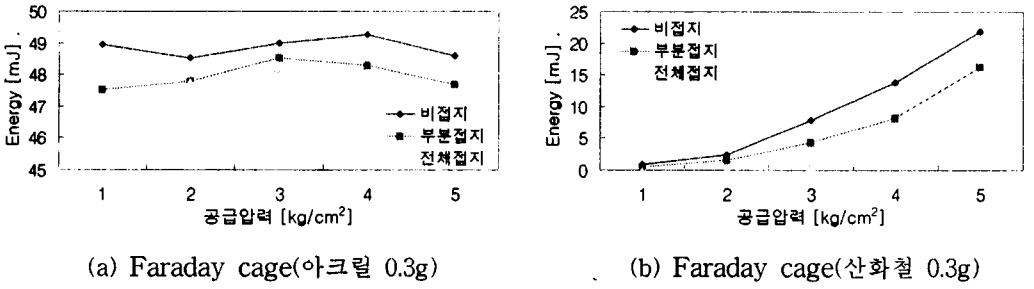 50
49
48
47
46
45
Energy [mJ].
비접지
부분접지
전체접지
1 2 3 4 5
공급압력 [kg/cm²]
(a) Faraday cage(아크릴 0.3g)
25
20
15
10
5
0
Energy [mJ].
비접지
부분접지
전체접지
1 2 3 4 5
공급압력 [kg/cm²]
(b) Faraday cage(산화철 0.3g)